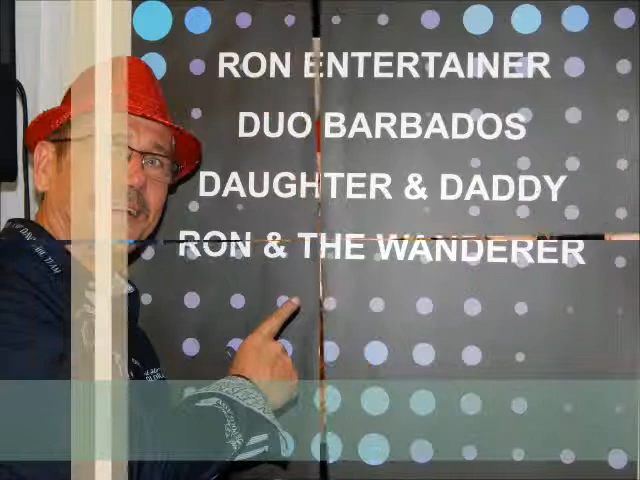 RON ENTERTAINER
DUO BARBADOS
DAUGHTER & DADDY
RON & THE WANDERER